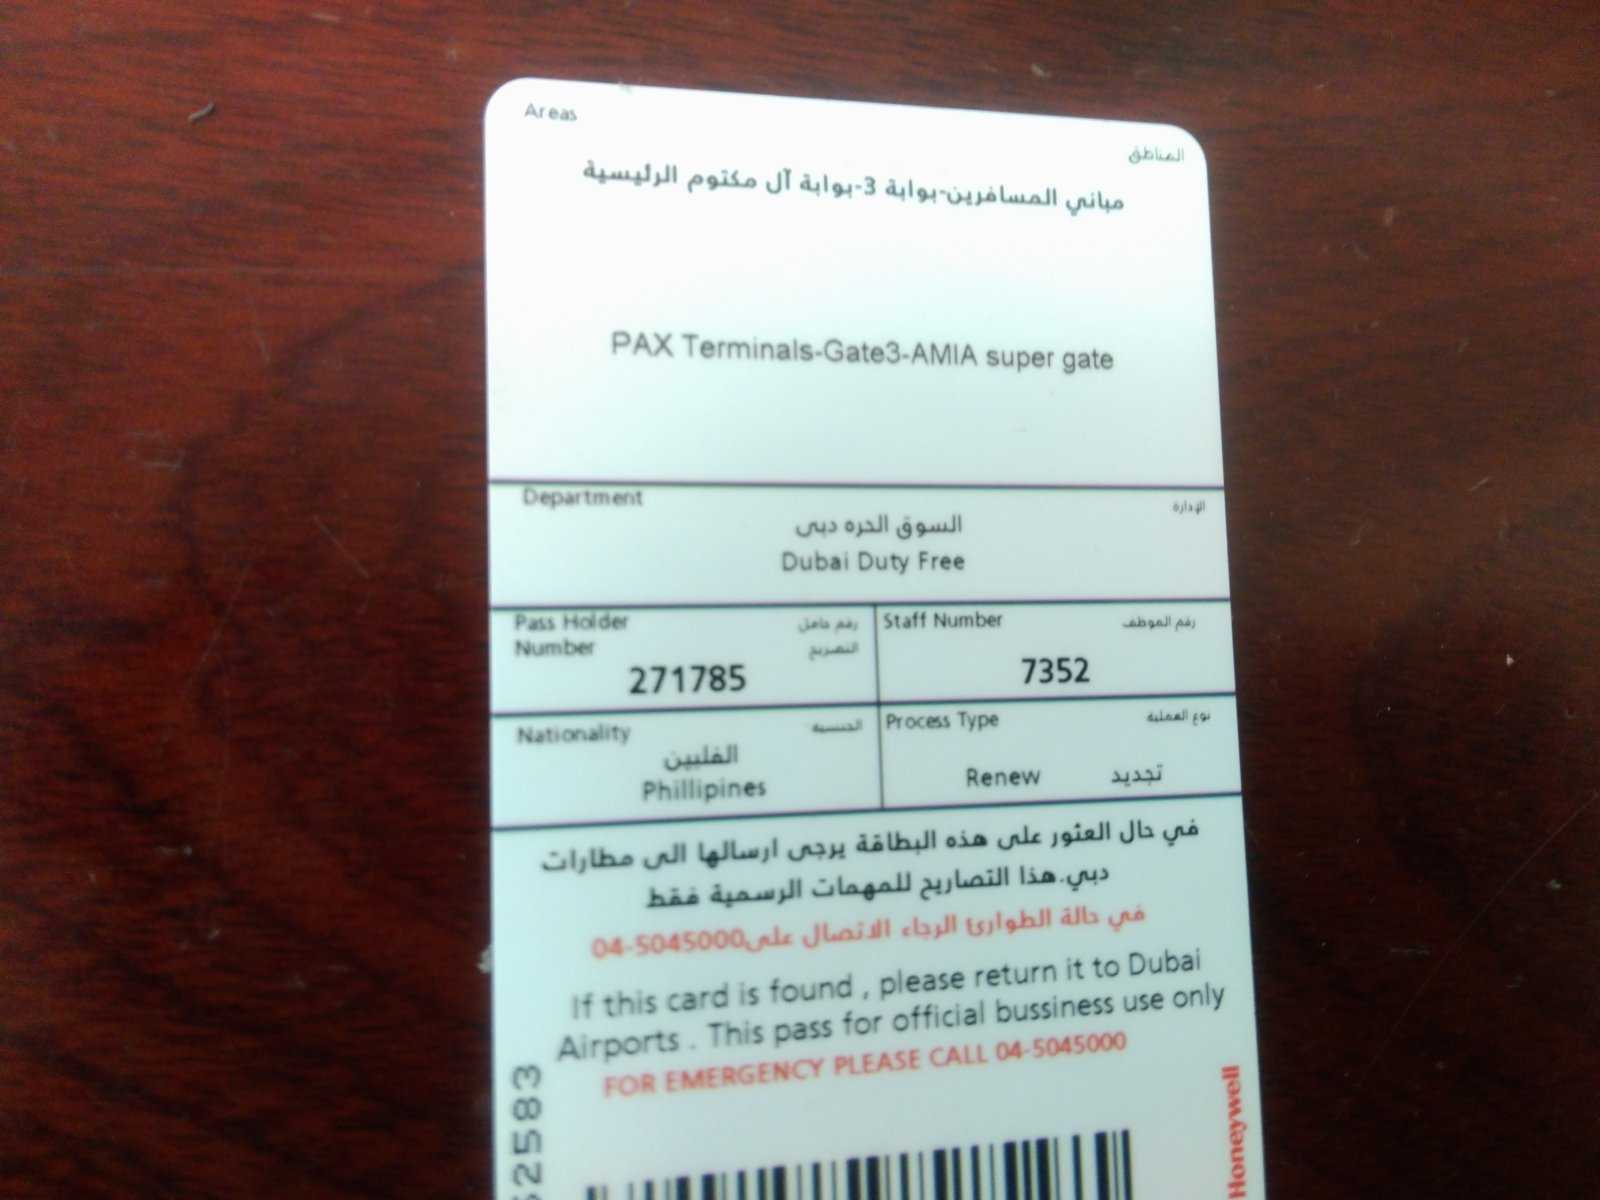 Areas
المناطق
مباني المسافرين-بوابة 3-بوابة آل مكتوم الرئيسية
PAX Terminals-Gate3-AMIA super gate
Department
الإدارة
السوق الحره دبى
Dubai Duty Free
Pass Holder
Number
رقم حامل
التصريح
271785
Staff Number
رقم الموظف
7352
Nationality
الجنسية
الفلبين
Phillipines
Process Type
نوع العملية
Renew تجديد
في حال العثور على هذه البطاقة يرجى ارسالها الى مطارات
دبي.هذا التصاريح للمهمات الرسمية فقط
في حالة الطوارئ الرجاء الاتصال على04-5045000
If this card is found , please return it to Dubai
Airports . This pass for official bussiness use only
FOR EMERGENCY PLEASE CALL 04-5045000
2583
Honeywell